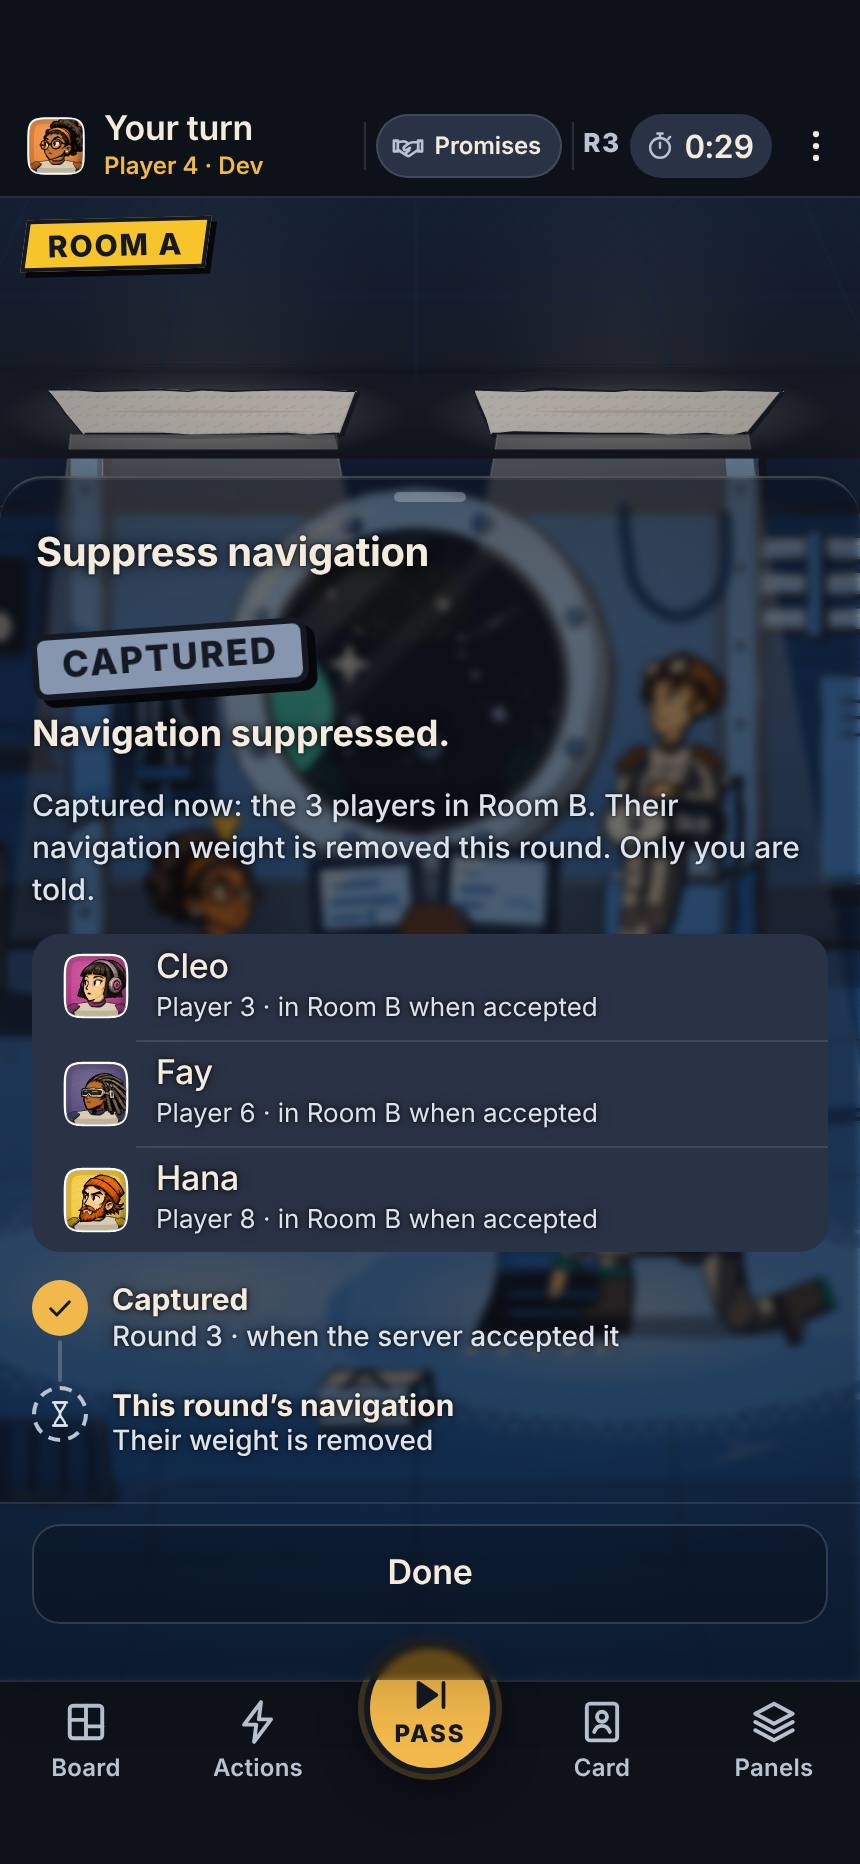 Your turn
Player 4 · Dev
Promises
R3
0:29
ROOM A
Suppress navigation
CAPTURED
Navigation suppressed.
Captured now: the 3 players in Room B. Their
navigation weight is removed this round. Only you are
told.
Cleo
Player 3 · in Room B when accepted
Fay
Player 6 · in Room B when accepted
Hana
Player 8 · in Room B when accepted
Captured
Round 3 · when the server accepted it
This round’s navigation
Their weight is removed
Done
PASS
Board
Actions
Card
Panels